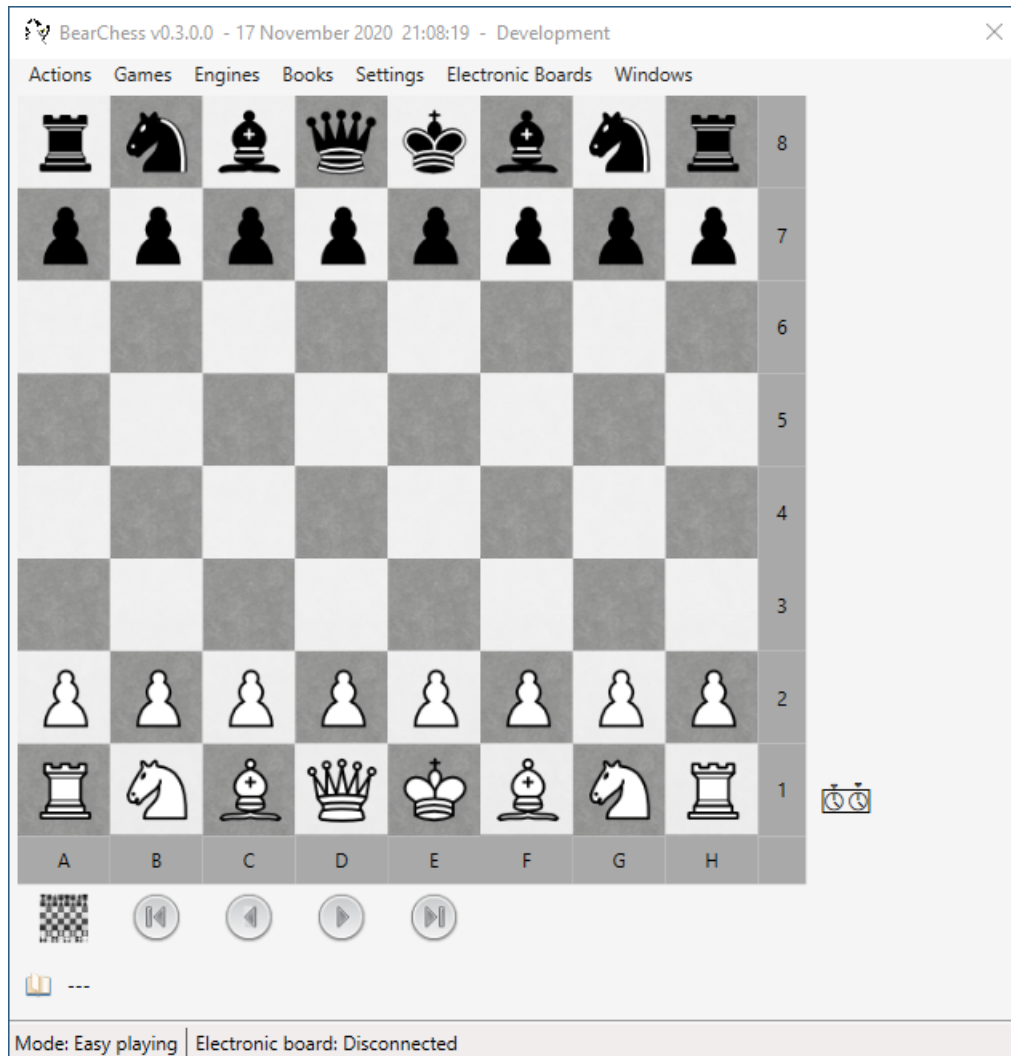 BearChess v0.3.0.0 - 17 November 2020 21:08:19 - Development
Actions Games Engines Books Settings Electronic Boards Windows
8
7
6
5
4
3
2
1
A B C D E F G H
---
Mode: Easy playing Electronic board: Disconnected